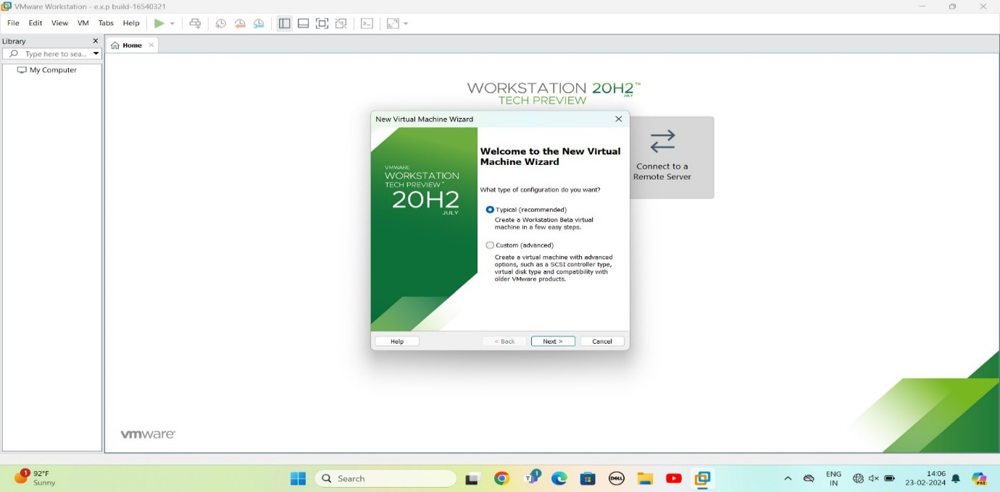 VMware Workstation - e.x.p build-16540321
File Edit View VM Tabs Help
Library
Type here to sea...
Home
My Computer
WORKSTATION 20H2™
JULY
TECH PREVIEW
New Virtual Machine Wizard
VMWARE
WORKSTATION
TECH PREVIEW™
20H2
JULY
Welcome to the New Virtual
Machine Wizard
What type of configuration do you want?
Typical (recommended)
Create a Workstation Beta virtual
machine in a few easy steps.
Custom (advanced)
Create a virtual machine with advanced
options, such as a SCSI controller type,
virtual disk type and compatibility with
older VMware products.
Help
< Back
Next >
Cancel
Connect to a
Remote Server
vmware®
1
92°F
Sunny
Search
1
DELL
ENG
IN
14:06
23-02-2024
PRE